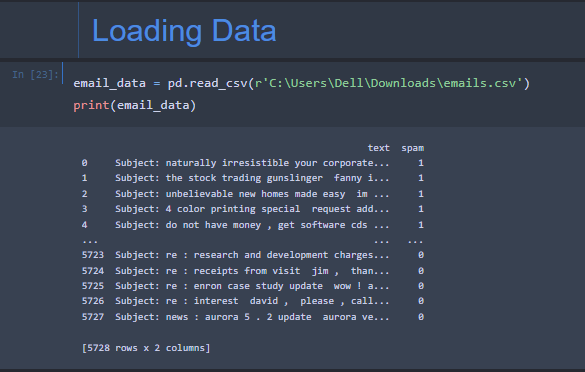 Loading Data
In [23]:
email_data = pd.read_csv(r'C:\Users\Dell\Downloads\emails.csv')
print(email_data)
text spam
0 Subject: naturally irresistible your corporate... 1
1 Subject: the stock trading gunslinger fanny i... 1
2 Subject: unbelievable new homes made easy im ... 1
3 Subject: 4 color printing special request add... 1
4 Subject: do not have money , get software cds ... 1
... ... ...
5723 Subject: re : research and development charges... 0
5724 Subject: re : receipts from visit jim , than... 0
5725 Subject: re : enron case study update wow ! a... 0
5726 Subject: re : interest david , please , call... 0
5727 Subject: news : aurora 5 . 2 update aurora ve... 0
[5728 rows x 2 columns]